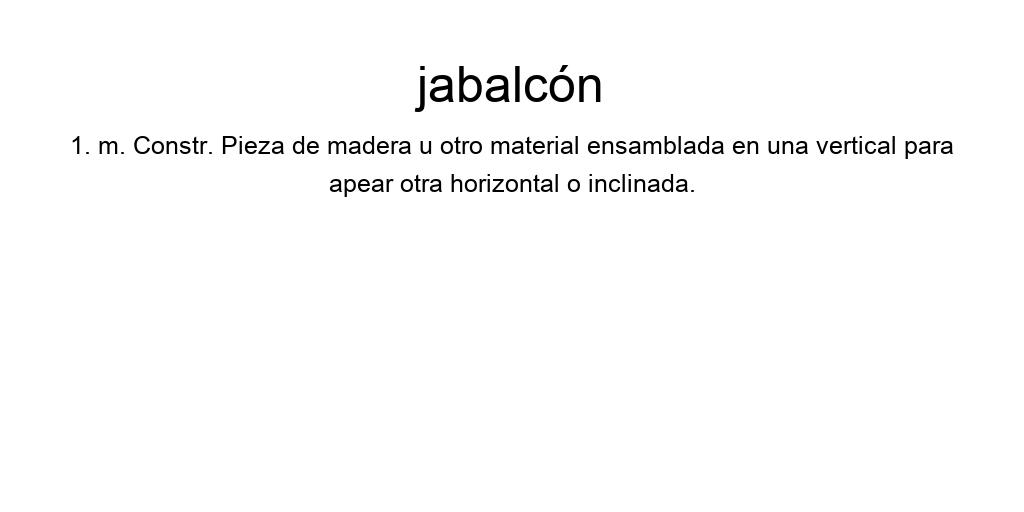 jabalcón
1. m. Constr. Pieza de madera u otro material ensamblada en una vertical para
apear otra horizontal o inclinada.